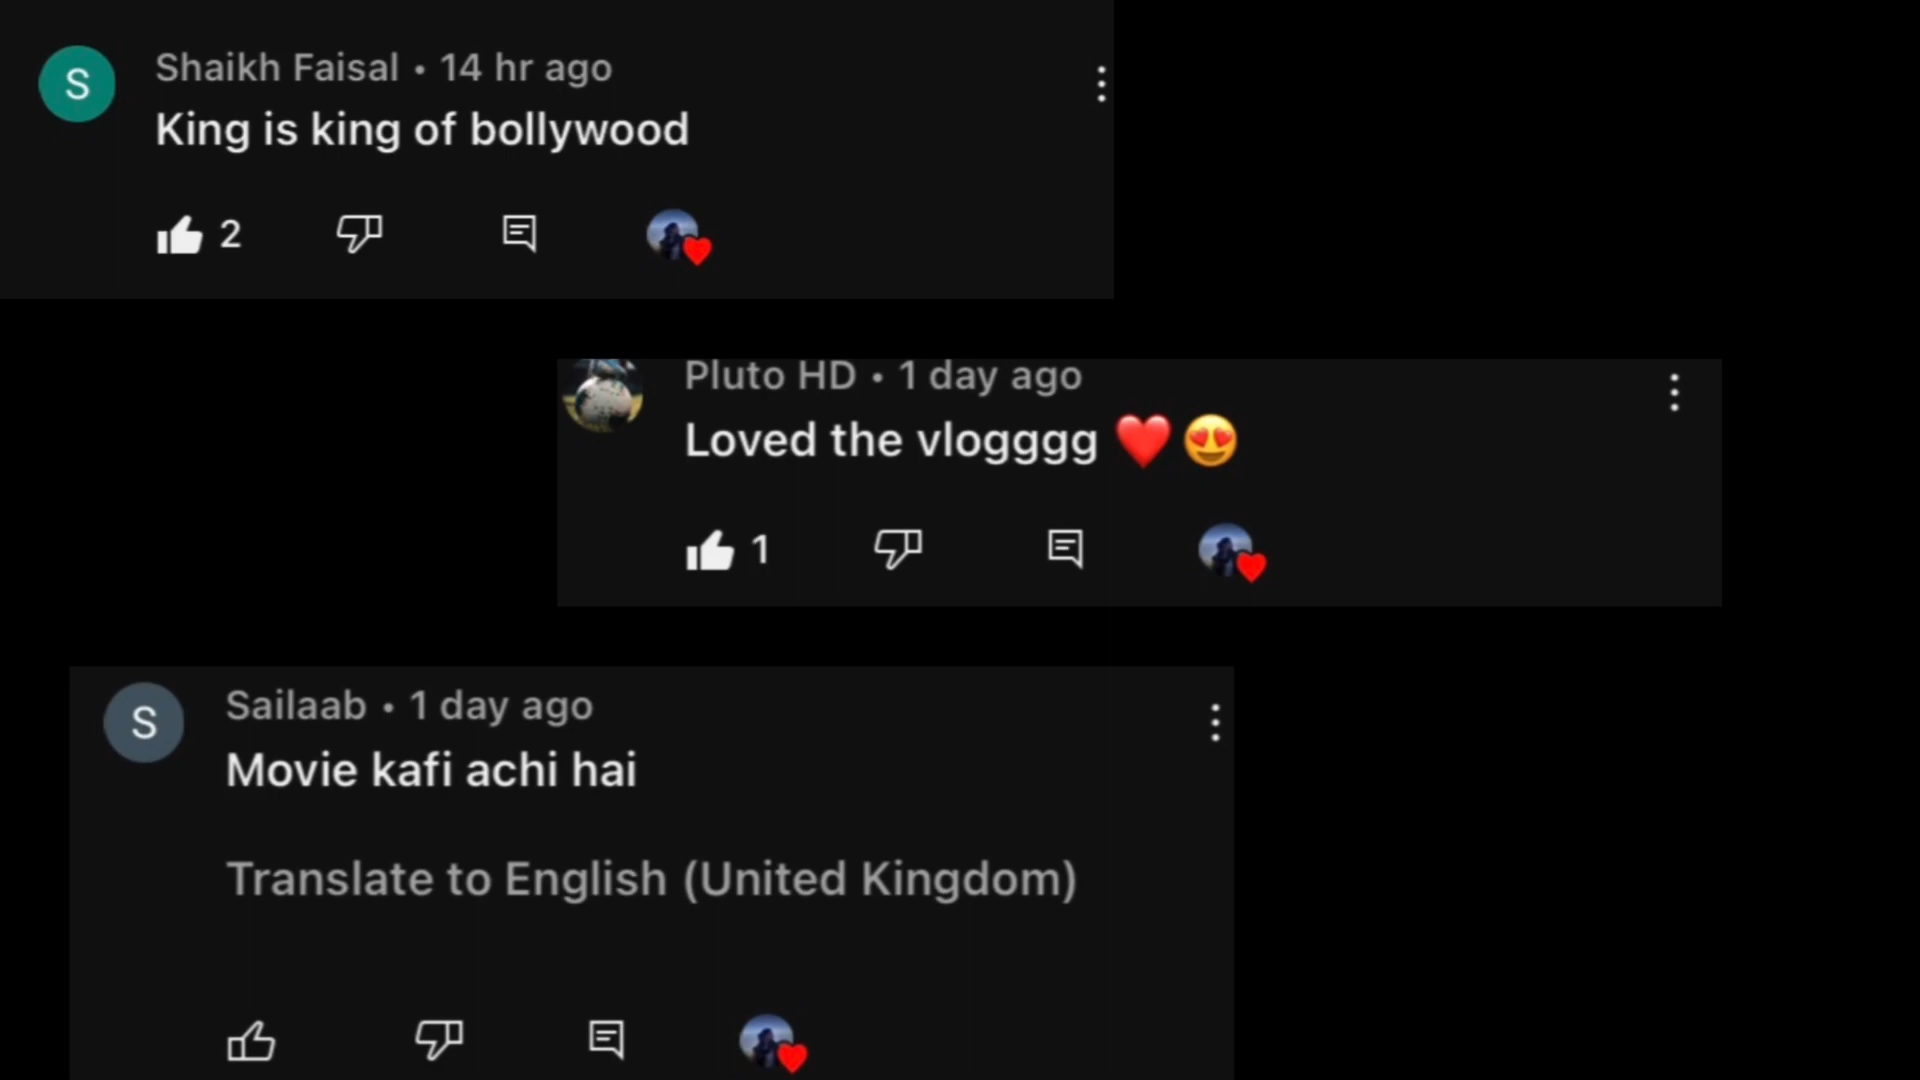 S
Shaikh Faisal • 14 hr ago
King is king of bollywood
2
Pluto HD • 1 day ago
Loved the vlogggg ❤️😍
1
S
Sailaab • 1 day ago
Movie kafi achi hai
Translate to English (United Kingdom)